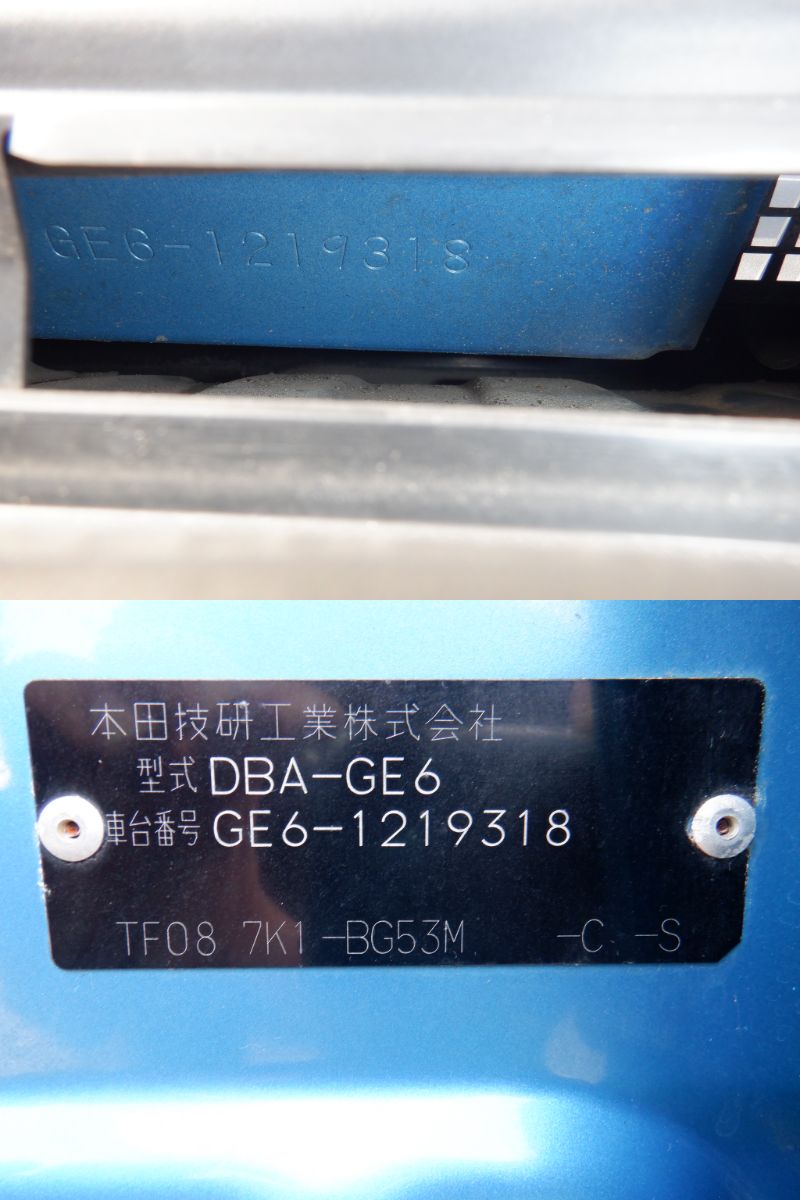 GE6-1219318
本田技研工業株式会社
型式 DBA-GE6
車台番号 GE6-1219318
TF08 7K1 -BG53M -C -S